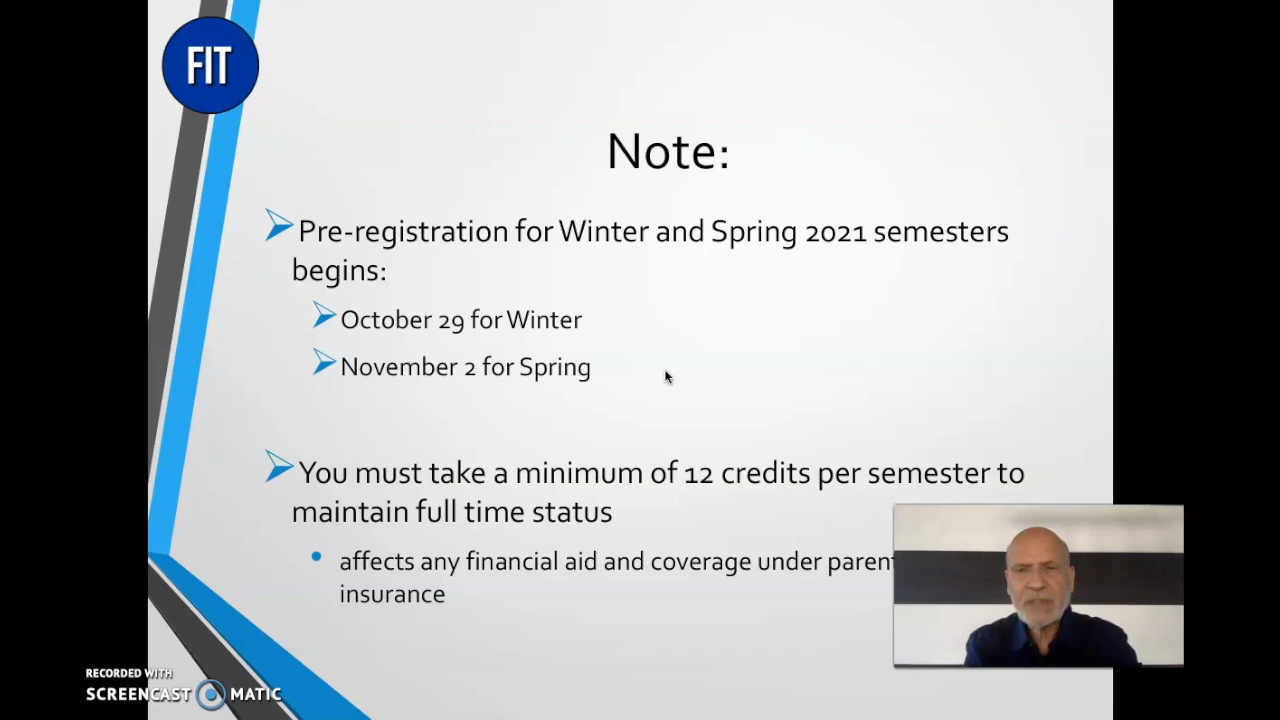 FIT
Note:
Pre-registration for Winter and Spring 2021 semesters
begins:
October 29 for Winter
November 2 for Spring
You must take a minimum of 12 credits per semester to
maintain full time status
affects any financial aid and coverage under
insurance
RECORDED WITH
SCREENCAST MATIC